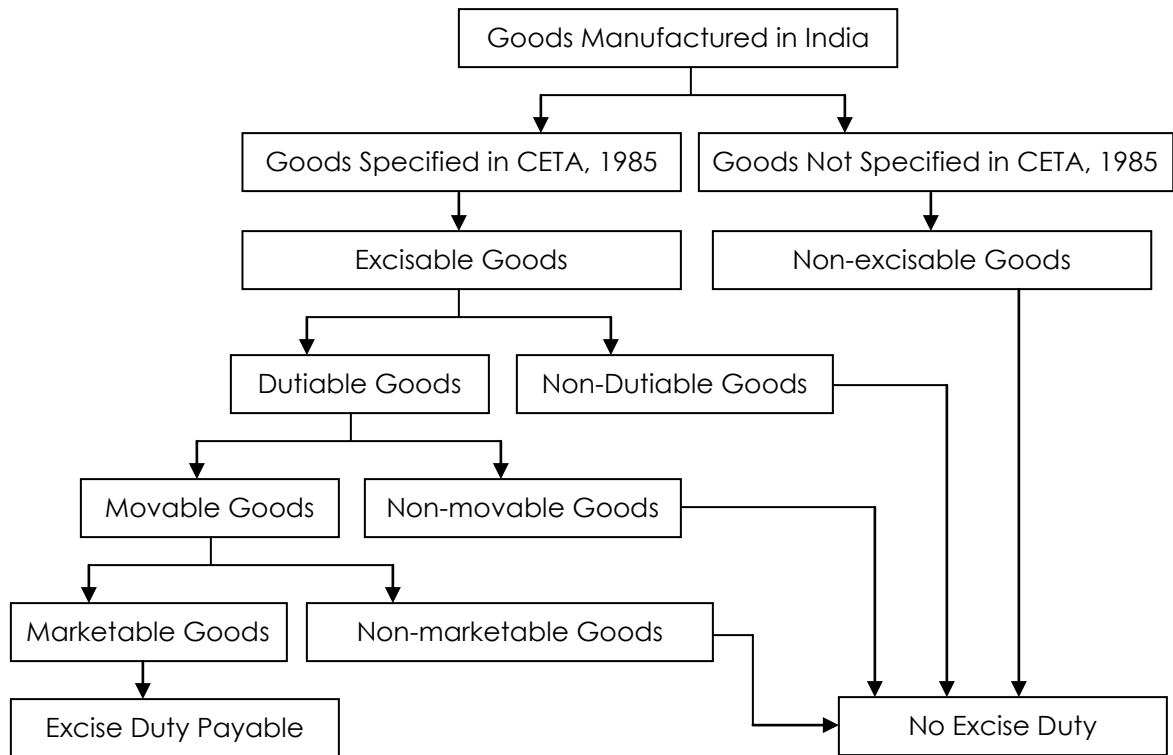 Goods Manufactured in India
Goods Specified in CETA, 1985
Goods Not Specified in CETA, 1985
Excisable Goods
Non-excisable Goods
Dutiable Goods
Non-Dutiable Goods
Movable Goods
Non-movable Goods
Marketable Goods
Non-marketable Goods
Excise Duty Payable
No Excise Duty